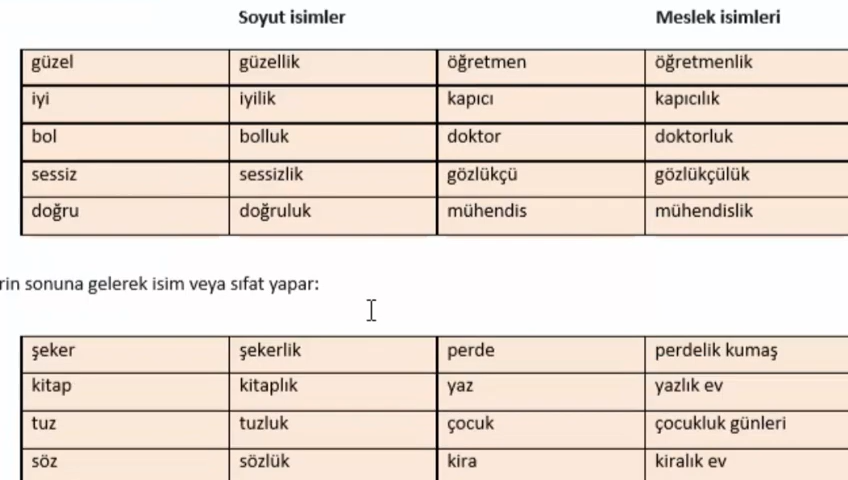 Soyut isimler Meslek isimleri
güzel güzellik öğretmen öğretmenlik
iyi iyilik kapıcı kapıcılık
bol bolluk doktor doktorluk
sessiz sessizlik gözlükçü gözlükçülük
doğru doğruluk mühendis mühendislik
rin sonuna gelerek isim veya sıfat yapar:
şeker şekerlik perde perdelik kumaş
kitap kitaplık yaz yazlık ev
tuz tuzluk çocuk çocukluk günleri
söz sözlük kira kiralık ev